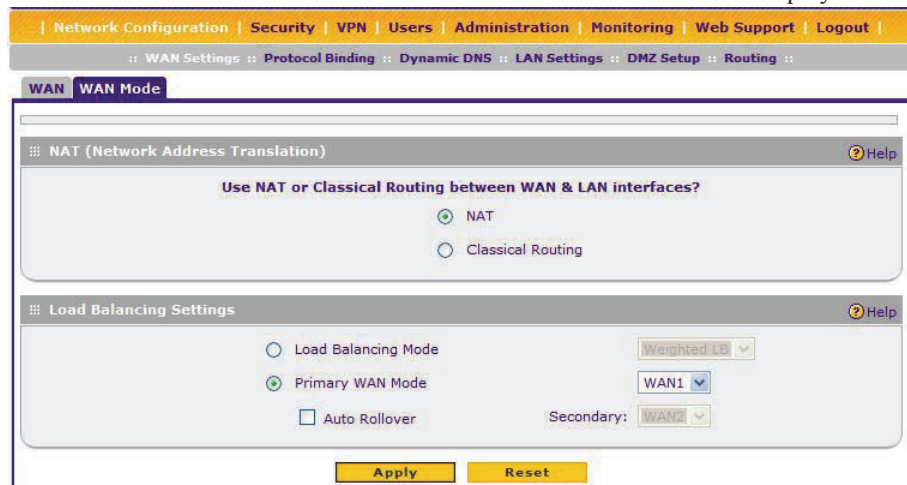 | Network Configuration | Security | VPN | Users | Administration | Monitoring | Web Support | Logout |
:: WAN Settings :: Protocol Binding :: Dynamic DNS :: LAN Settings :: DMZ Setup :: Routing ::
WAN WAN Mode
NAT (Network Address Translation) ? Help
Use NAT or Classical Routing between WAN & LAN interfaces?
NAT
Classical Routing
Load Balancing Settings ? Help
Load Balancing Mode Weighted LB
Primary WAN Mode WAN1
Auto Rollover Secondary: WAN2
Apply Reset